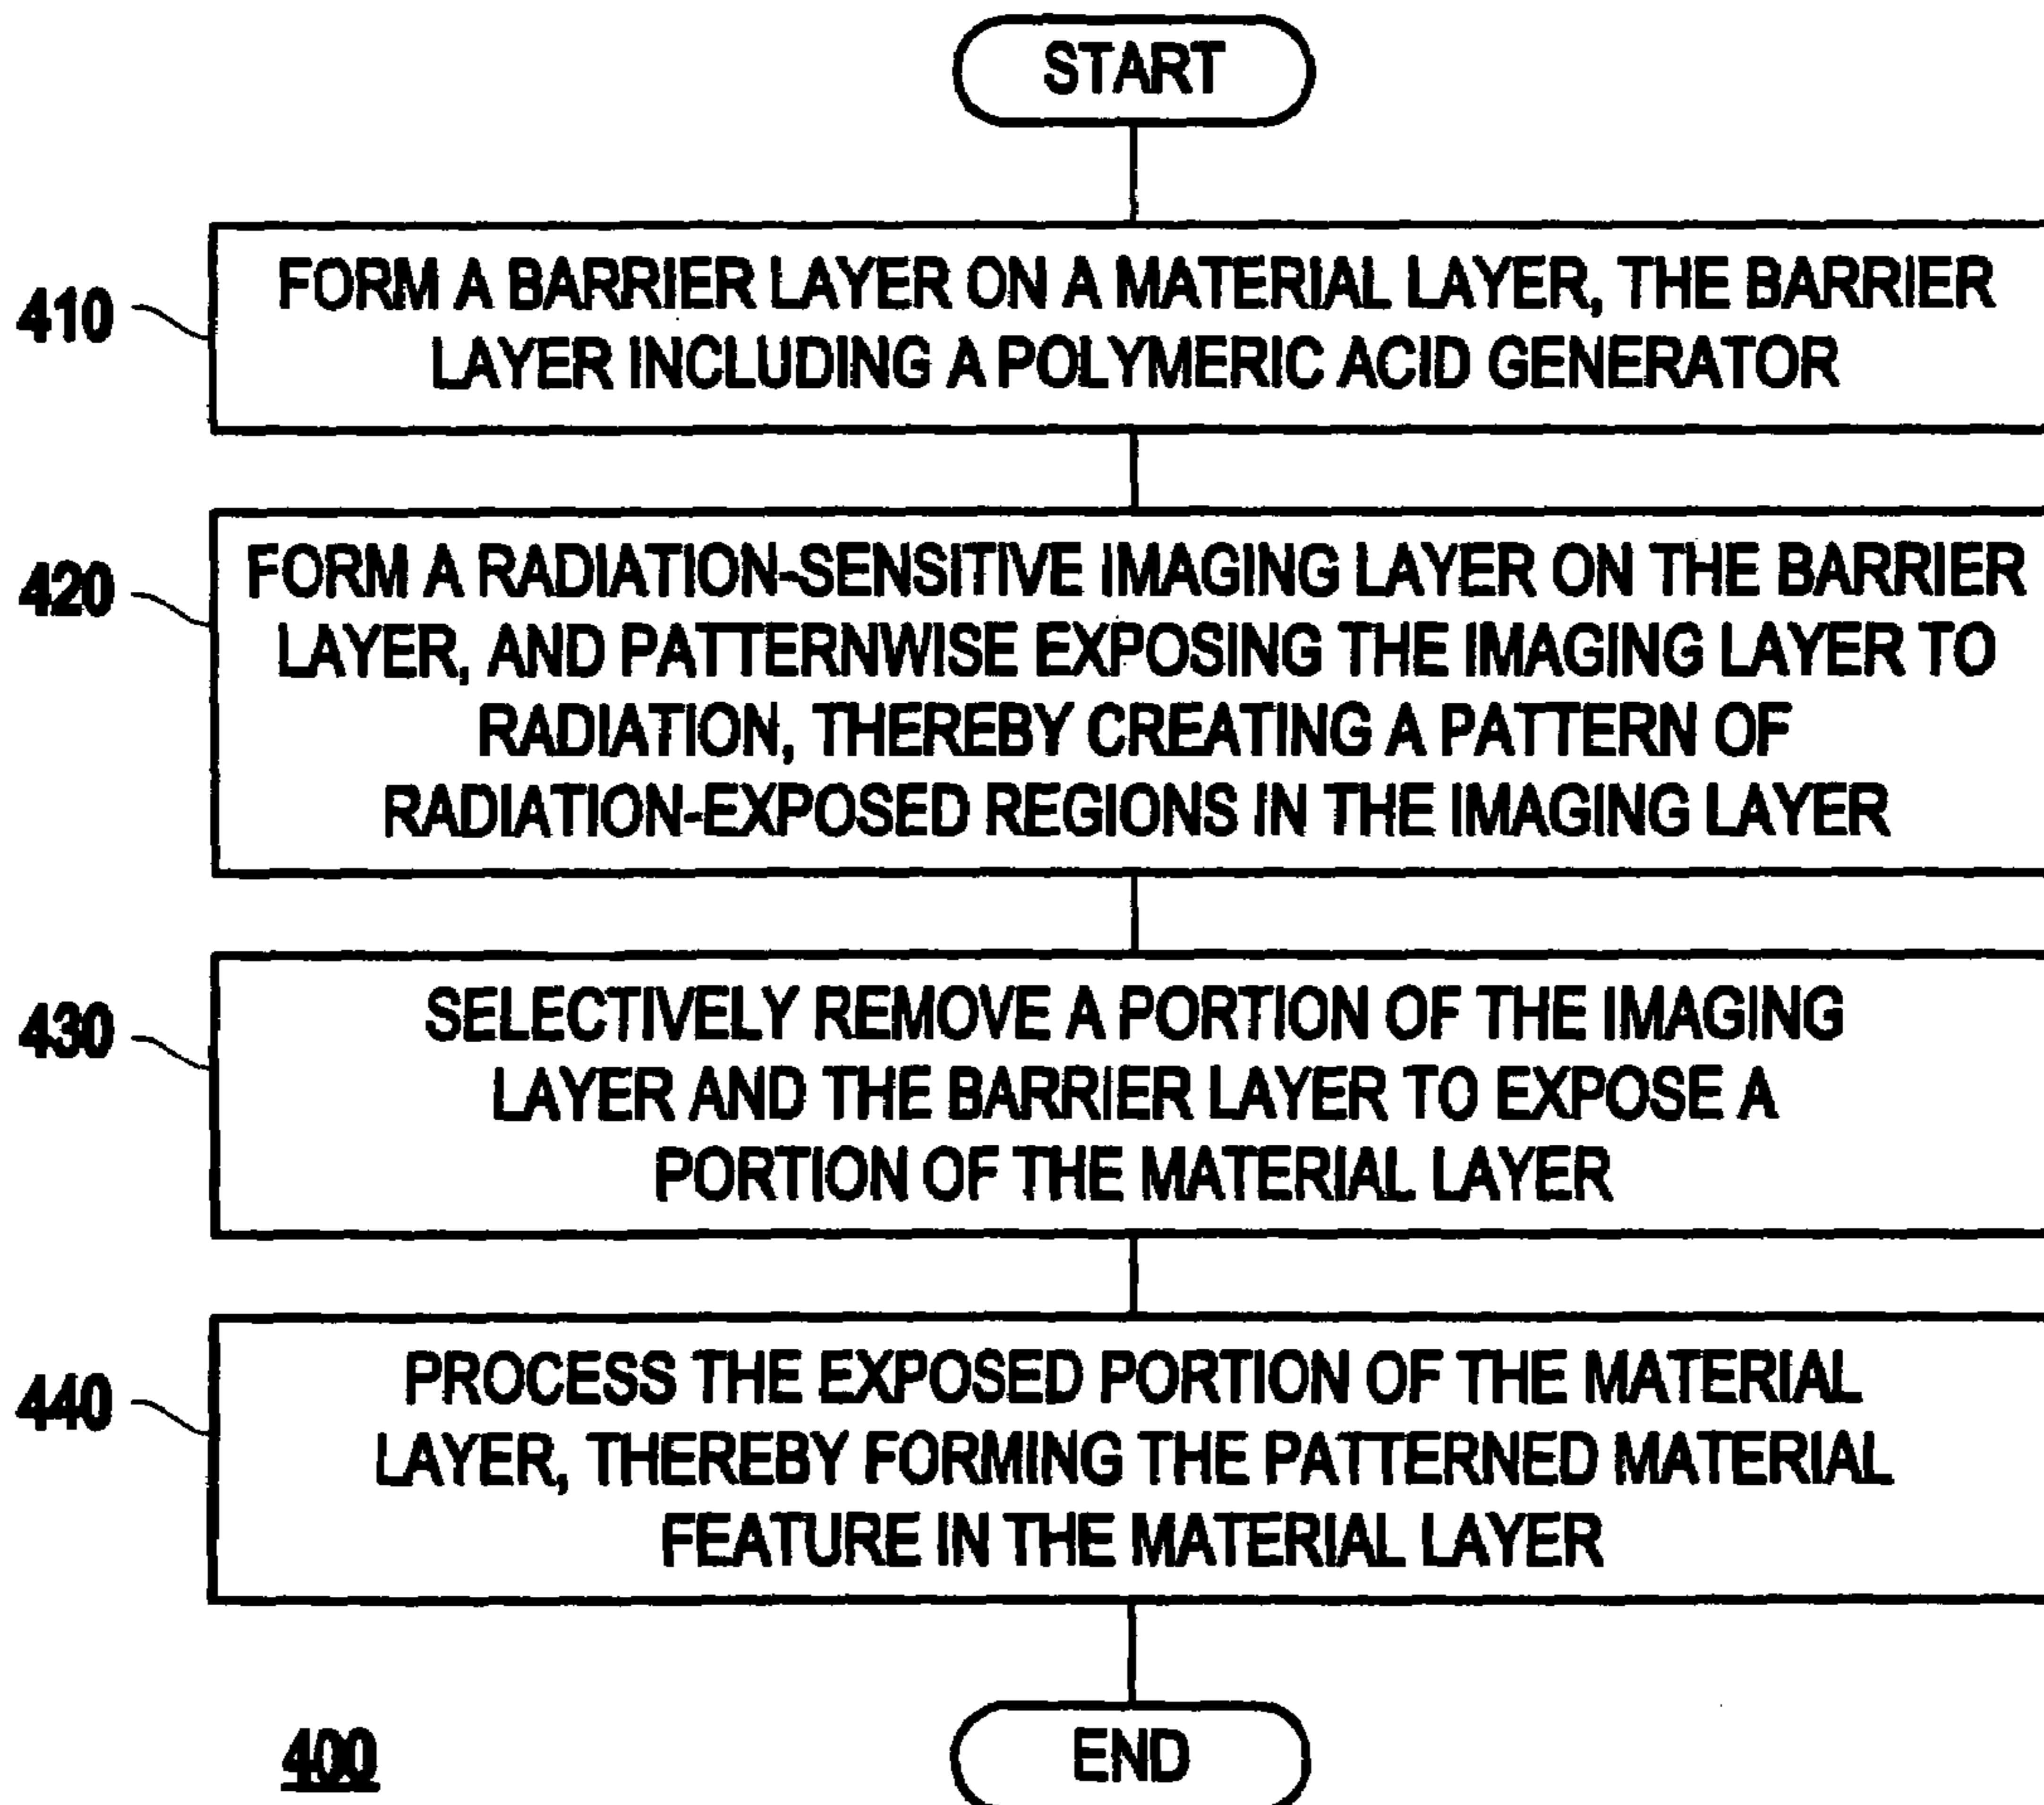 START
410
FORM A BARRIER LAYER ON A MATERIAL LAYER, THE BARRIER
LAYER INCLUDING A POLYMERIC ACID GENERATOR
420
FORM A RADIATION-SENSITIVE IMAGING LAYER ON THE BARRIER
LAYER, AND PATTERNWISE EXPOSING THE IMAGING LAYER TO
RADIATION, THEREBY CREATING A PATTERN OF
RADIATION-EXPOSED REGIONS IN THE IMAGING LAYER
430
SELECTIVELY REMOVE A PORTION OF THE IMAGING
LAYER AND THE BARRIER LAYER TO EXPOSE A
PORTION OF THE MATERIAL LAYER
440
PROCESS THE EXPOSED PORTION OF THE MATERIAL
LAYER, THEREBY FORMING THE PATTERNED MATERIAL
FEATURE IN THE MATERIAL LAYER
400
END